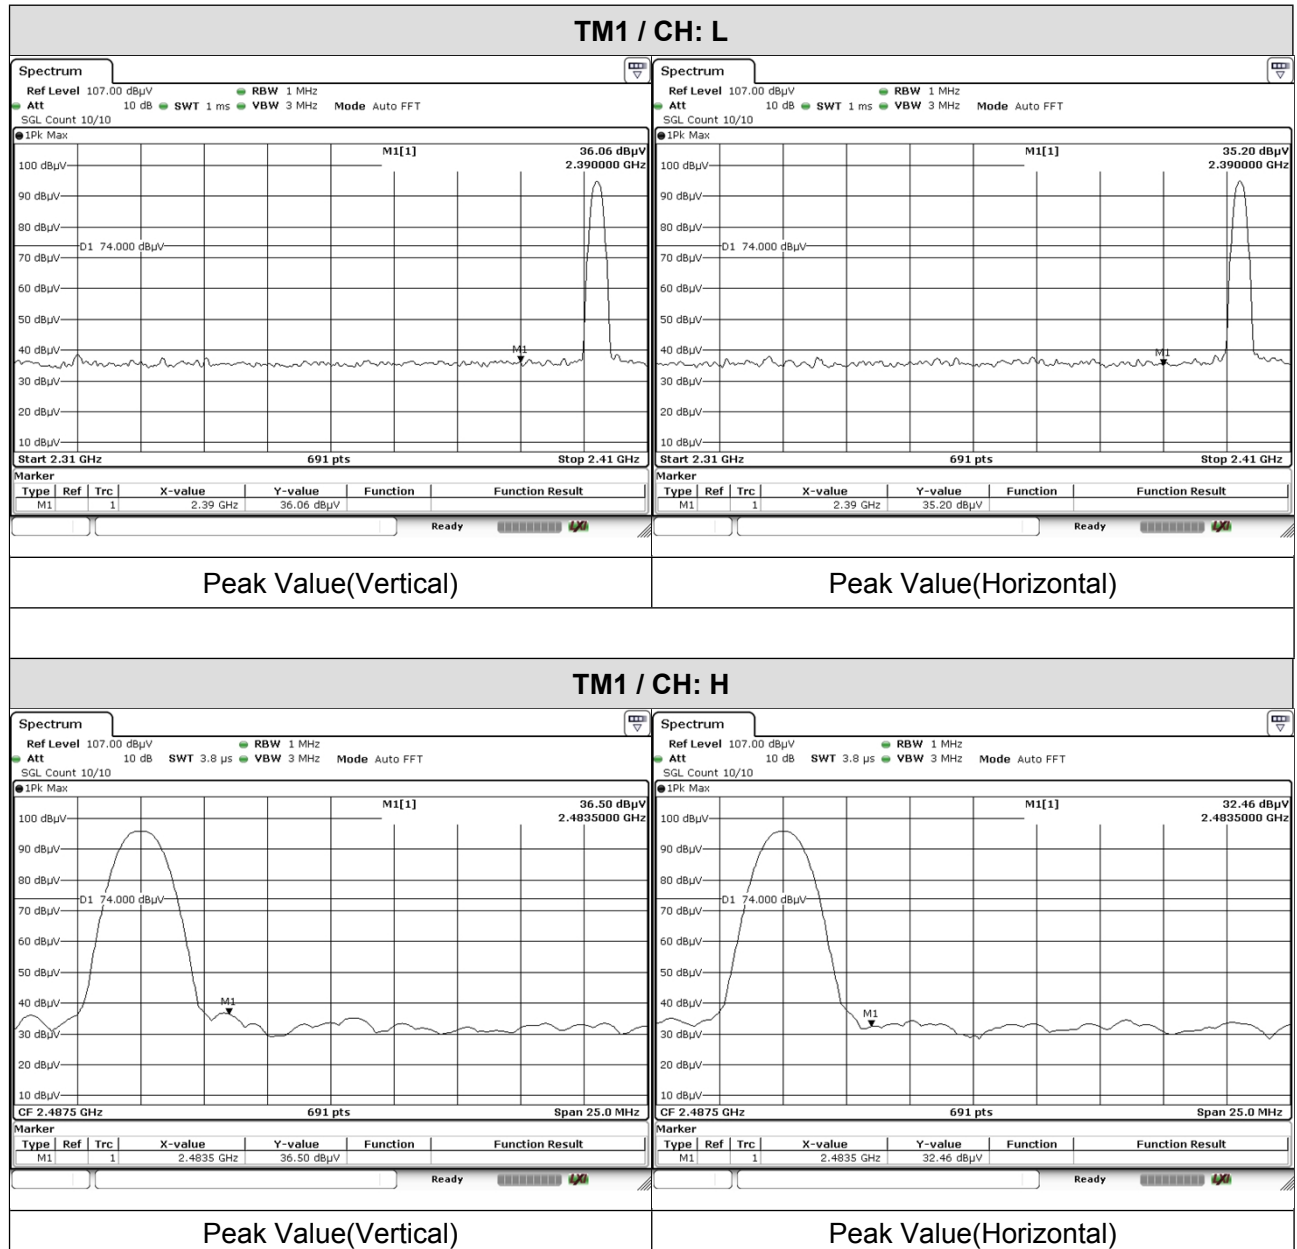 TM1 / CH: L
Spectrum
Ref Level 107.00 dBµV RBW 1 MHz
Att 10 dB SWT 1 ms VBW 3 MHz Mode Auto FFT
SGL Count 10/10
1Pk Max
M1[1] 36.06 dBµV
2.390000 GHz
100 dBµV
90 dBµV
80 dBµV
D1 74.000 dBµV
70 dBµV
60 dBµV
50 dBµV
40 dBµV
M1
30 dBµV
20 dBµV
10 dBµV
Start 2.31 GHz 691 pts Stop 2.41 GHz
Marker
Type Ref Trc X-value Y-value Function Function Result
M1 1 2.39 GHz 36.06 dBµV
Ready LXI
Peak Value(Vertical)
Spectrum
Ref Level 107.00 dBµV RBW 1 MHz
Att 10 dB SWT 1 ms VBW 3 MHz Mode Auto FFT
SGL Count 10/10
1Pk Max
M1[1] 35.20 dBµV
2.390000 GHz
100 dBµV
90 dBµV
80 dBµV
D1 74.000 dBµV
70 dBµV
60 dBµV
50 dBµV
40 dBµV
M1
30 dBµV
20 dBµV
10 dBµV
Start 2.31 GHz 691 pts Stop 2.41 GHz
Marker
Type Ref Trc X-value Y-value Function Function Result
M1 1 2.39 GHz 35.20 dBµV
Ready LXI
Peak Value(Horizontal)
TM1 / CH: H
Spectrum
Ref Level 107.00 dBµV RBW 1 MHz
Att 10 dB SWT 3.8 µs VBW 3 MHz Mode Auto FFT
SGL Count 10/10
1Pk Max
M1[1] 36.50 dBµV
2.4835000 GHz
100 dBµV
90 dBµV
80 dBµV
D1 74.000 dBµV
70 dBµV
60 dBµV
50 dBµV
40 dBµV
M1
30 dBµV
20 dBµV
10 dBµV
CF 2.4875 GHz 691 pts Span 25.0 MHz
Marker
Type Ref Trc X-value Y-value Function Function Result
M1 1 2.4835 GHz 36.50 dBµV
Ready LXI
Peak Value(Vertical)
Spectrum
Ref Level 107.00 dBµV RBW 1 MHz
Att 10 dB SWT 3.8 µs VBW 3 MHz Mode Auto FFT
SGL Count 10/10
1Pk Max
M1[1] 32.46 dBµV
2.4835000 GHz
100 dBµV
90 dBµV
80 dBµV
D1 74.000 dBµV
70 dBµV
60 dBµV
50 dBµV
40 dBµV
M1
30 dBµV
20 dBµV
10 dBµV
CF 2.4875 GHz 691 pts Span 25.0 MHz
Marker
Type Ref Trc X-value Y-value Function Function Result
M1 1 2.4835 GHz 32.46 dBµV
Ready LXI
Peak Value(Horizontal)